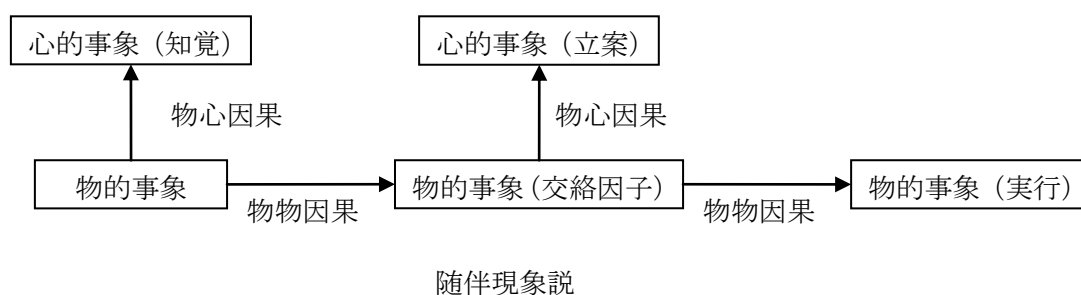 心的事象（知覚）
心的事象（立案）
物心因果
物心因果
物的事象
物的事象（交絡因子）
物的事象（実行）
物物因果
物物因果
随伴現象説